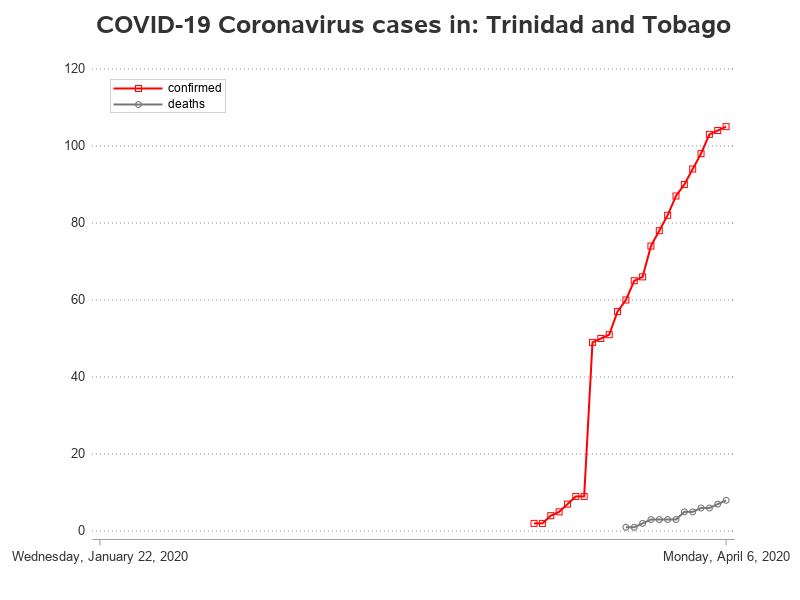 COVID-19 Coronavirus cases in: Trinidad and Tobago
120
confirmed
deaths
100
80
60
40
20
0
Wednesday, January 22, 2020
Monday, April 6, 2020